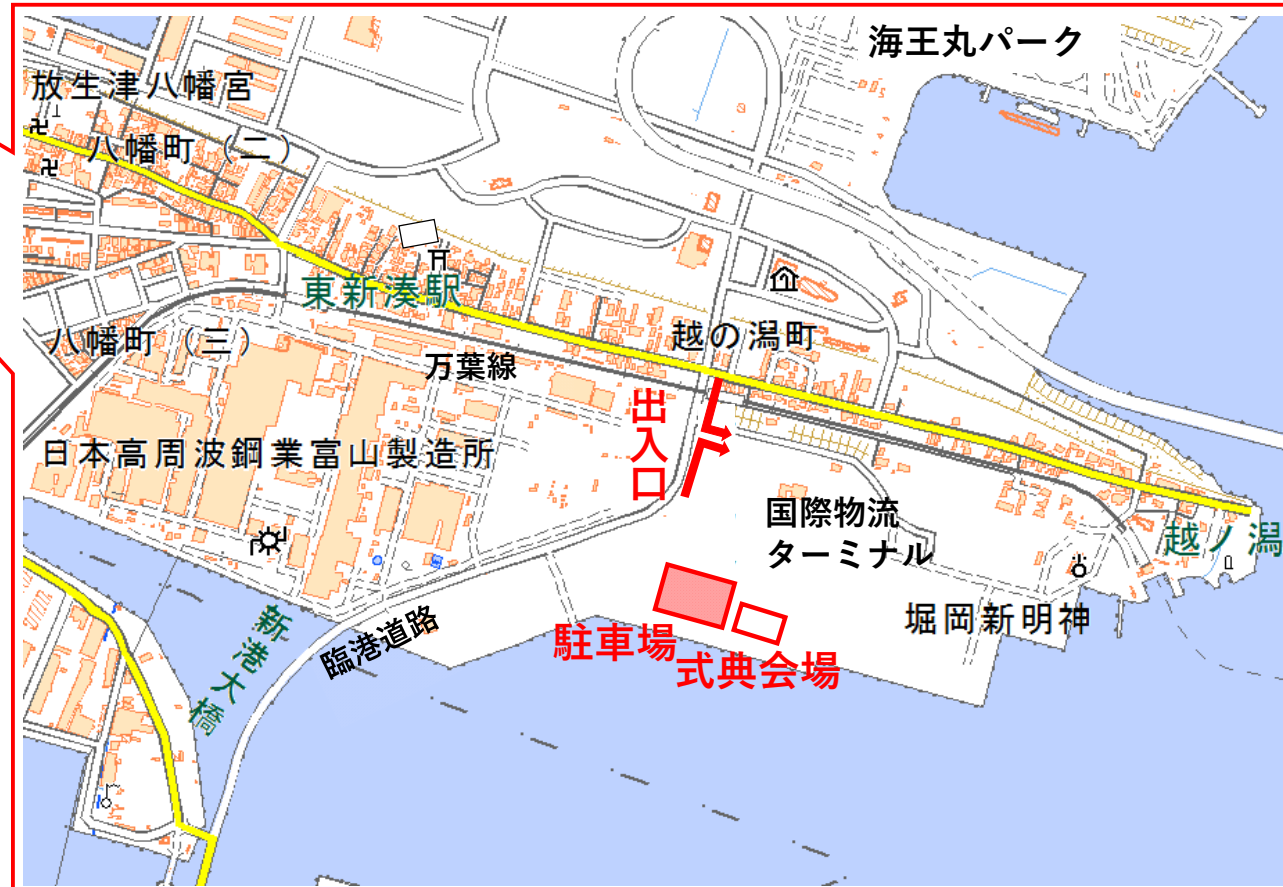 海王丸パーク
放生津八幡宮
八幡町（二）
東新湊駅
越の潟町
八幡町（三）
万葉線
出入口
日本高周波鋼業富山製造所
国際物流
ターミナル
越ノ潟
新港大橋
臨港道路
堀岡新明神
駐車場
式典会場